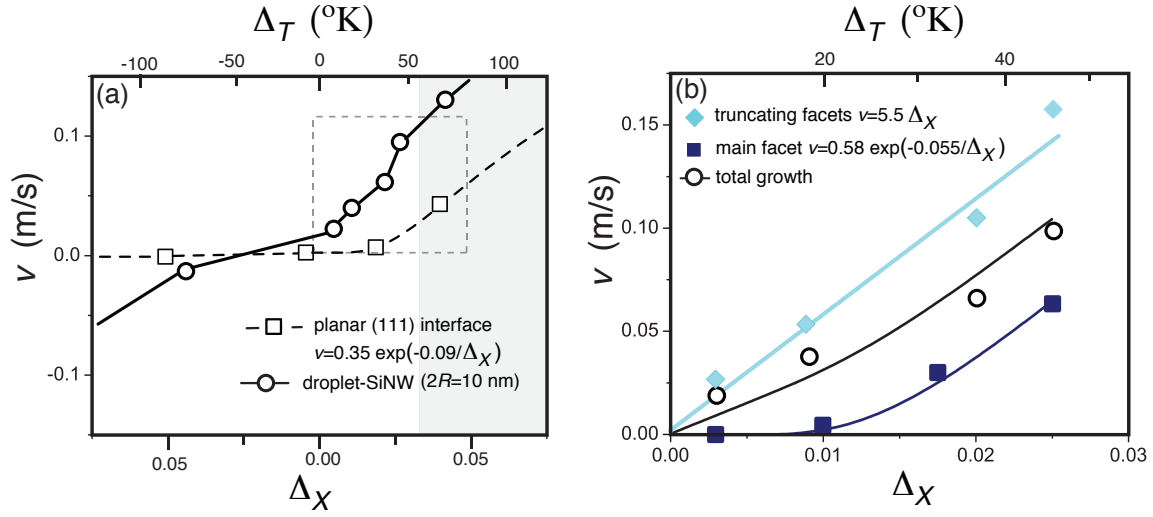 Δ_T (°K)
-100 -50 0 50 100
(a)
0.1
0.0
-0.1
v (m/s)
planar (111) interface
v=0.35 exp(-0.09/Δ_X)
droplet-SiNW (2R=10 nm)
0.05 0.00 0.05
Δ_X
Δ_T (°K)
20 40
(b)
truncating facets v=5.5 Δ_X
main facet v=0.58 exp(-0.055/Δ_X)
total growth
0.15
0.10
0.05
0.00
v (m/s)
0.00 0.01 0.02 0.03
Δ_X